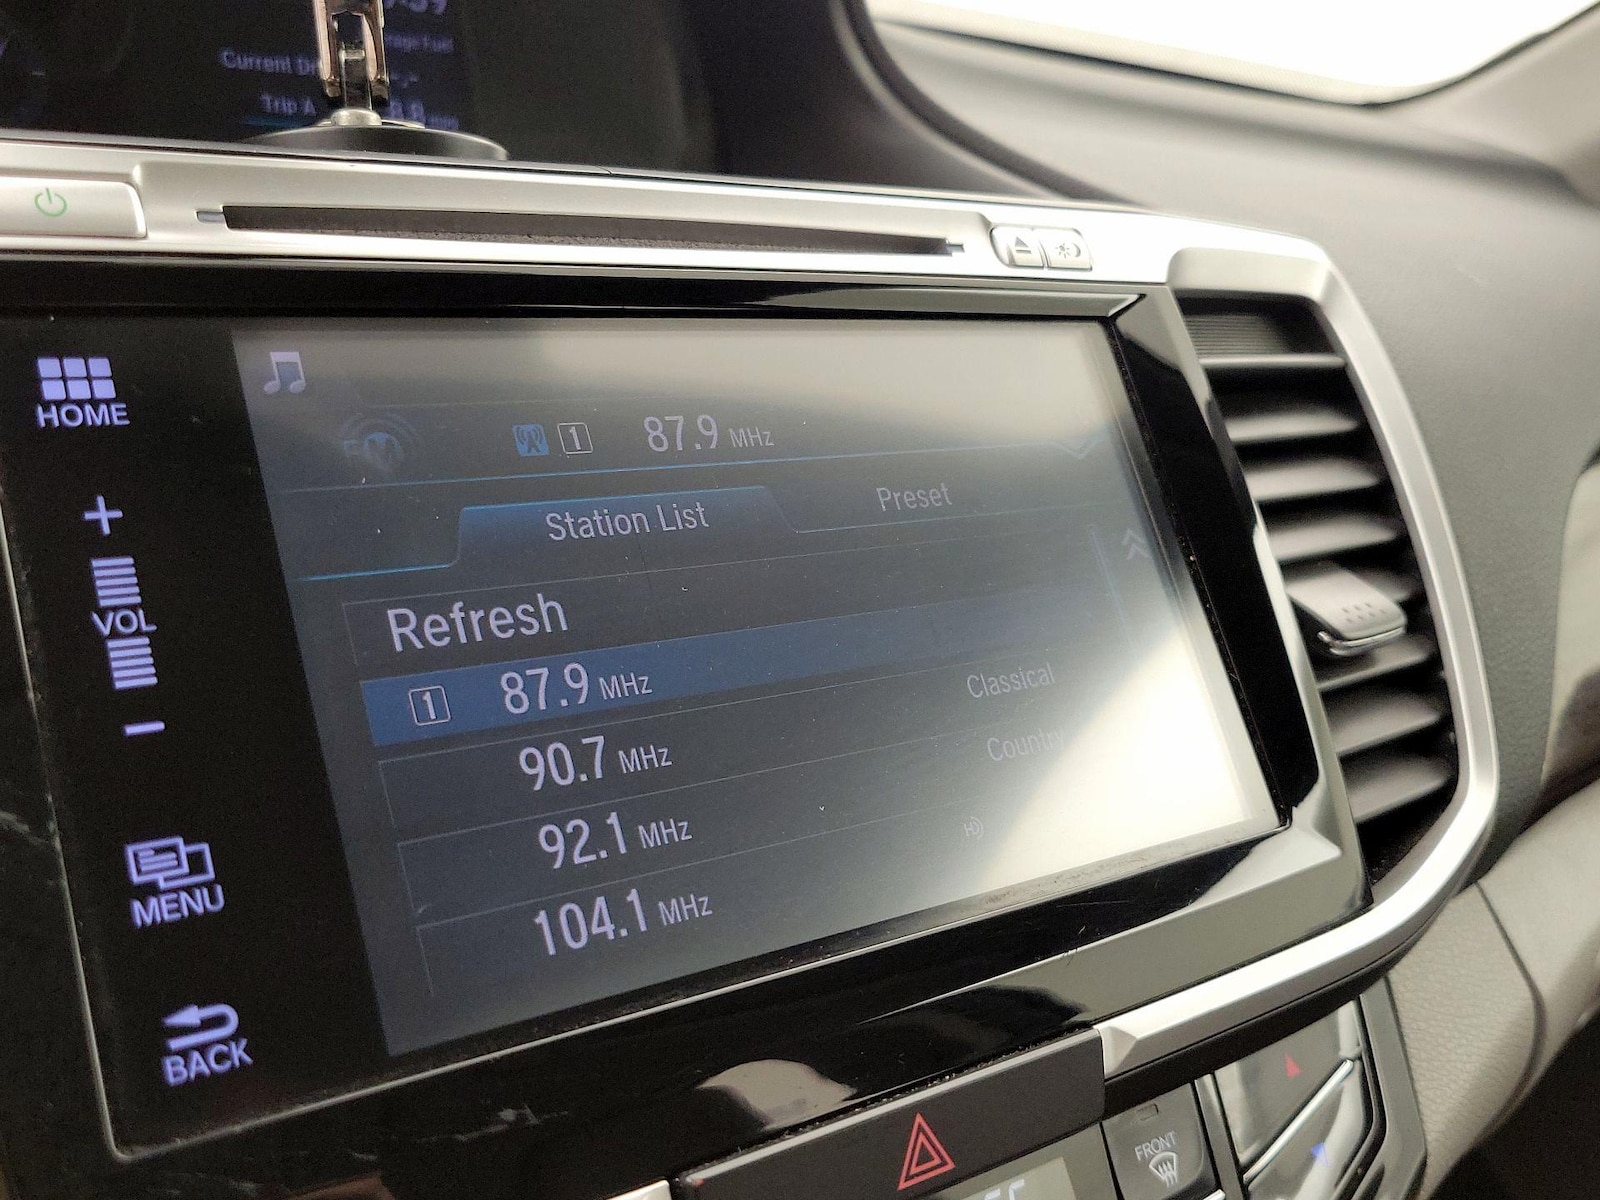 Current
Trip A
HOME
87.9 MHz
1
Station List
Preset
VOL
Refresh
1 87.9 MHz
90.7 MHz Classical
92.1 MHz Country
104.1 MHz HD
MENU
BACK
FRONT